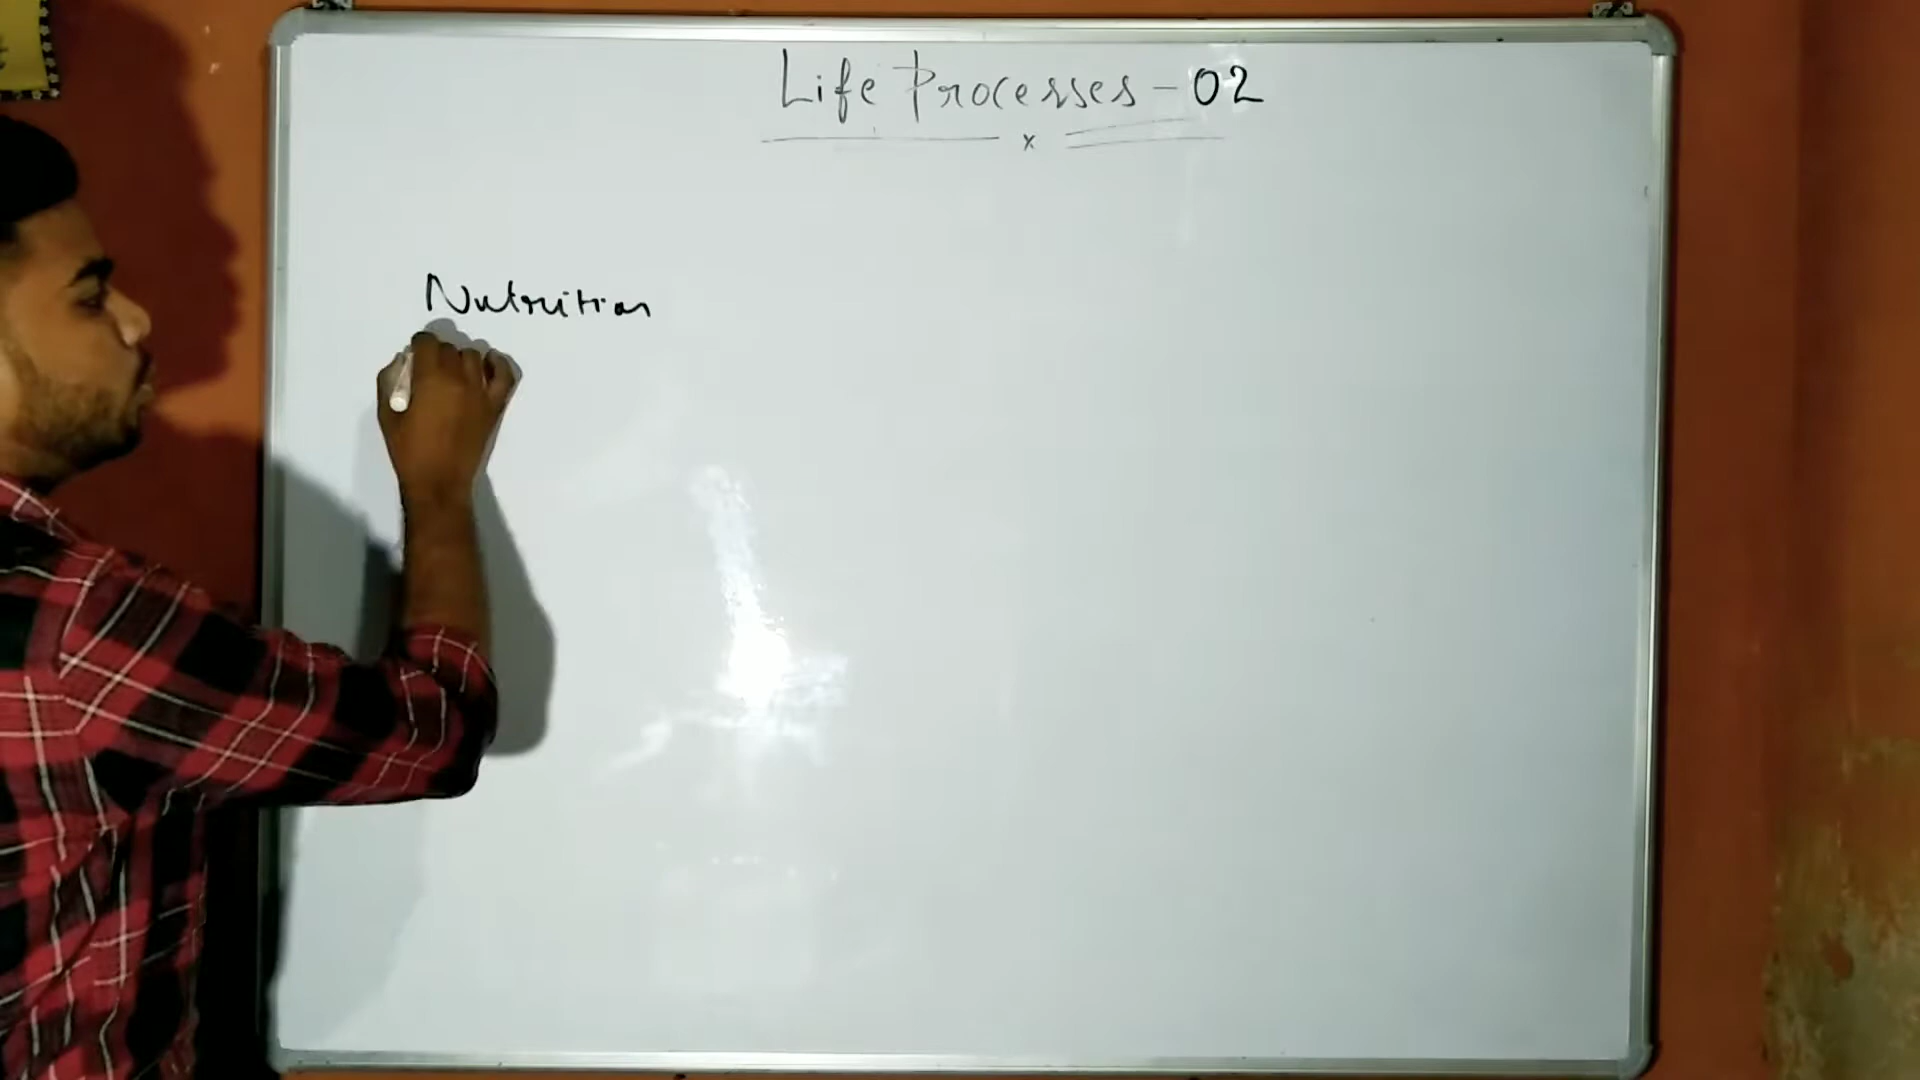 Life Processes - 02
x
Nutrition